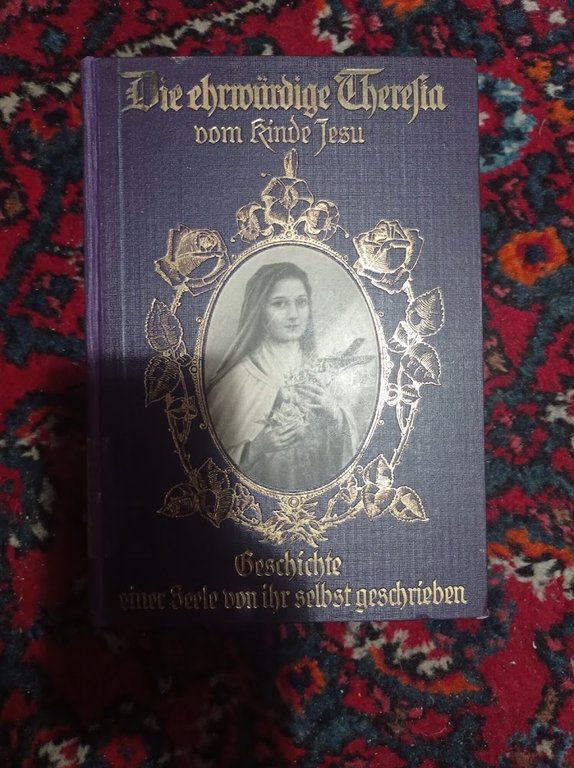 Die ehrwürdige Theresia
vom Kinde Jesu
Geschichte
einer Seele von ihr selbst geschrieben